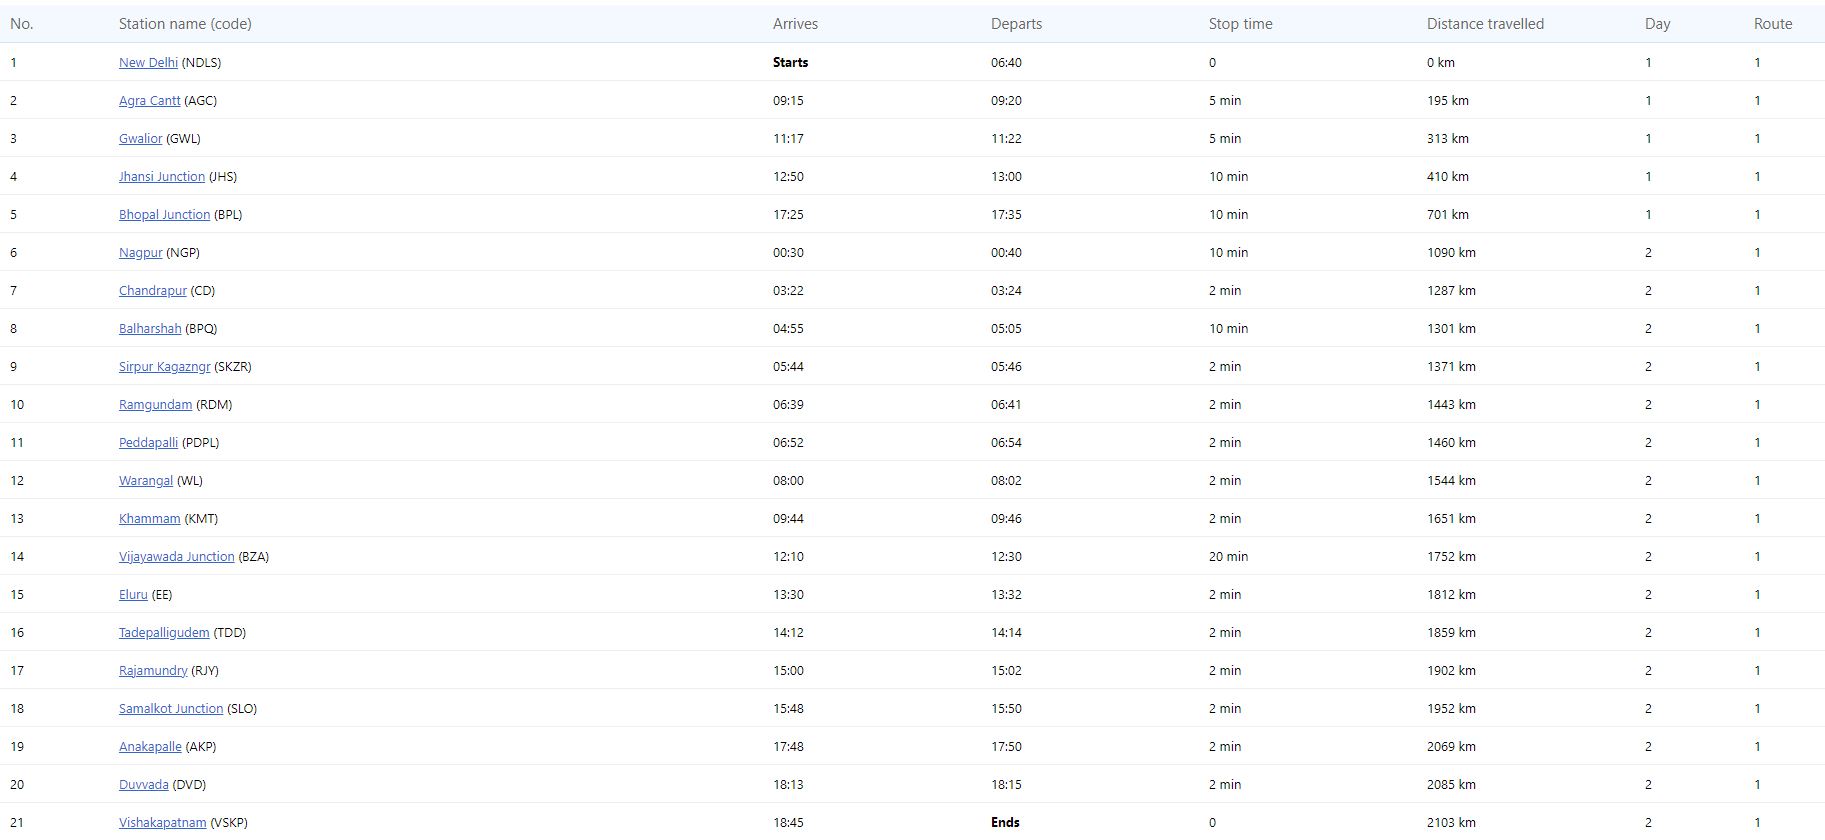 No. Station name (code) Arrives Departs Stop time Distance travelled Day Route
1 New Delhi (NDLS) Starts 06:40 0 0 km 1 1
2 Agra Cantt (AGC) 09:15 09:20 5 min 195 km 1 1
3 Gwalior (GWL) 11:17 11:22 5 min 313 km 1 1
4 Jhansi Junction (JHS) 12:50 13:00 10 min 410 km 1 1
5 Bhopal Junction (BPL) 17:25 17:35 10 min 701 km 1 1
6 Nagpur (NGP) 00:30 00:40 10 min 1090 km 2 1
7 Chandrapur (CD) 03:22 03:24 2 min 1287 km 2 1
8 Balharshah (BPQ) 04:55 05:05 10 min 1301 km 2 1
9 Sirpur Kagazngr (SKZR) 05:44 05:46 2 min 1371 km 2 1
10 Ramgundam (RDM) 06:39 06:41 2 min 1443 km 2 1
11 Peddapalli (PDPL) 06:52 06:54 2 min 1460 km 2 1
12 Warangal (WL) 08:00 08:02 2 min 1544 km 2 1
13 Khammam (KMT) 09:44 09:46 2 min 1651 km 2 1
14 Vijayawada Junction (BZA) 12:10 12:30 20 min 1752 km 2 1
15 Eluru (EE) 13:30 13:32 2 min 1812 km 2 1
16 Tadepalligudem (TDD) 14:12 14:14 2 min 1859 km 2 1
17 Rajamundry (RJY) 15:00 15:02 2 min 1902 km 2 1
18 Samalkot Junction (SLO) 15:48 15:50 2 min 1952 km 2 1
19 Anakapalle (AKP) 17:48 17:50 2 min 2069 km 2 1
20 Duvvada (DVD) 18:13 18:15 2 min 2085 km 2 1
21 Vishakapatnam (VSKP) 18:45 Ends 0 2103 km 2 1